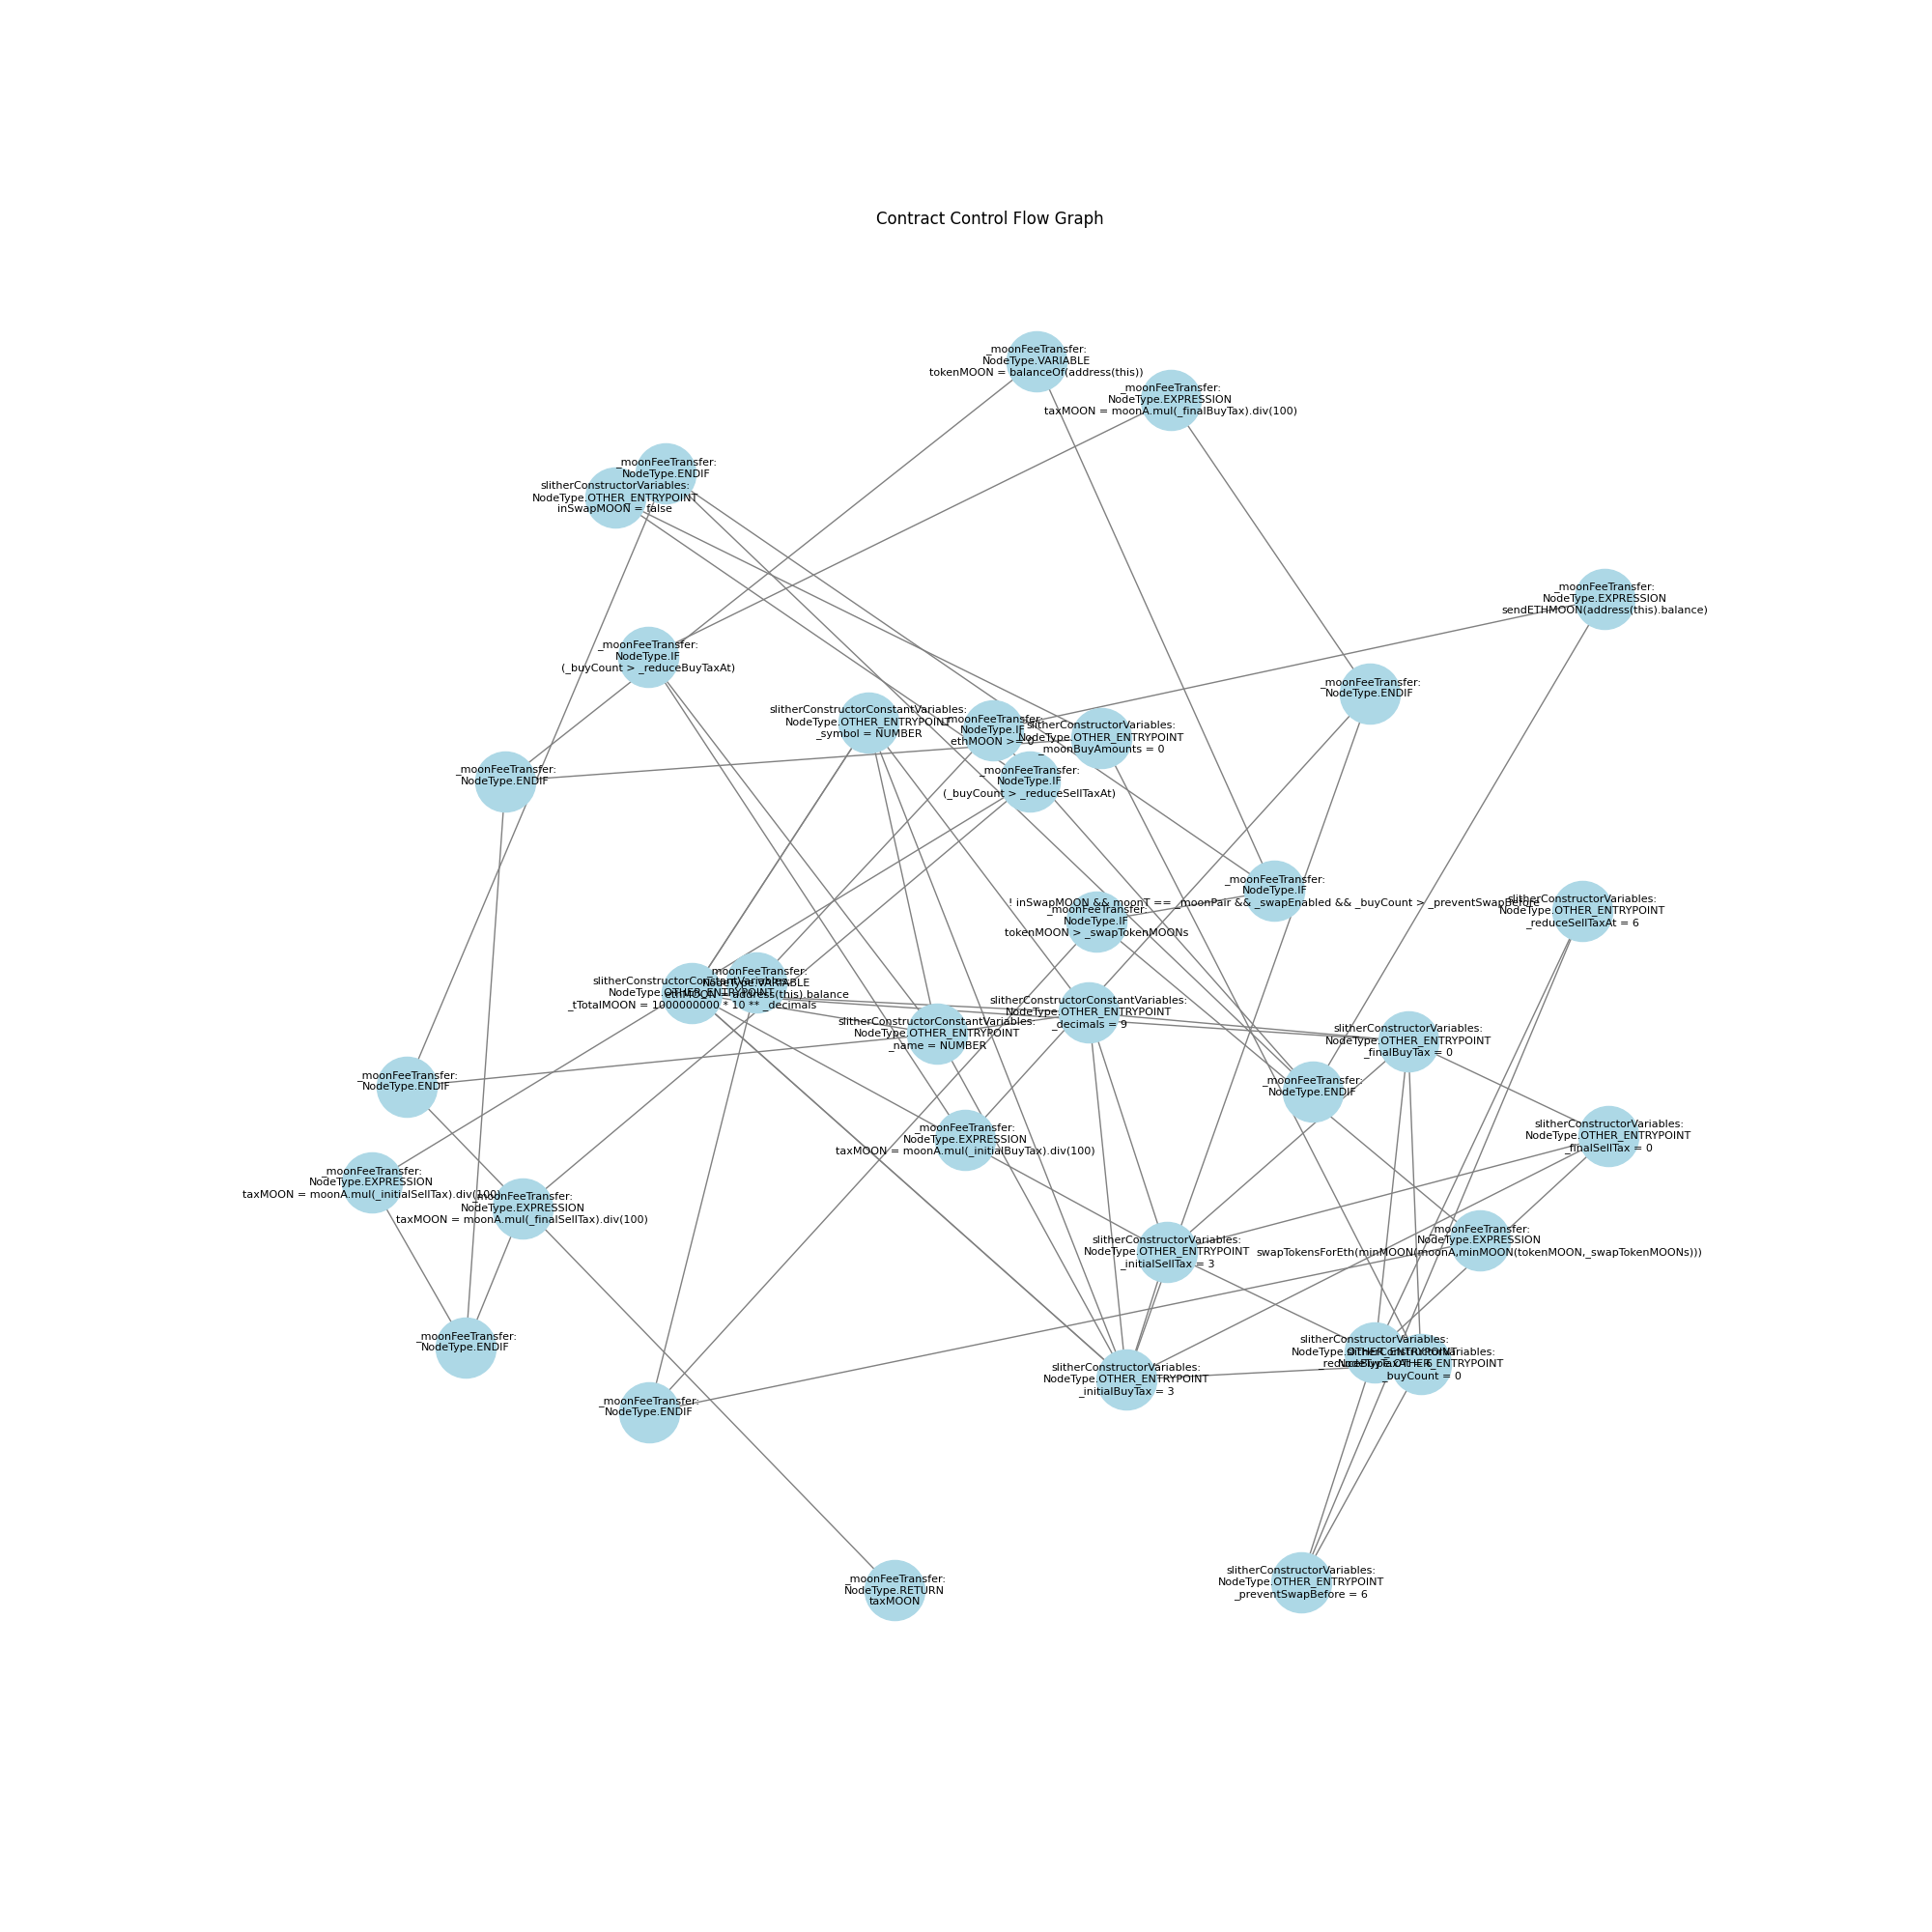 Contract Control Flow Graph
_moonFeeTransfer:
NodeType.VARIABLE
tokenMOON = balanceOf(address(this))
_moonFeeTransfer:
NodeType.EXPRESSION
taxMOON = moonA.mul(_finalBuyTax).div(100)
_moonFeeTransfer:
NodeType.ENDIF
slitherConstructorVariables:
NodeType.OTHER_ENTRYPOINT
inSwapMOON = false
_moonFeeTransfer:
NodeType.EXPRESSION
sendETHMOON(address(this).balance)
_moonFeeTransfer:
NodeType.IF
(_buyCount > _reduceBuyTaxAt)
_moonFeeTransfer:
NodeType.ENDIF
slitherConstructorConstantVariables:
NodeType.OTHER_ENTRYPOINT
_symbol = NUMBER
_moonFeeTransfer:
NodeType.IF
ethMOON >= 0
slitherConstructorVariables:
NodeType.OTHER_ENTRYPOINT
_moonBuyAmounts = 0
_moonFeeTransfer:
NodeType.ENDIF
_moonFeeTransfer:
NodeType.IF
(_buyCount > _reduceSellTaxAt)
_moonFeeTransfer:
NodeType.IF
! inSwapMOON && moonT == _moonPair && _swapEnabled && _buyCount > _preventSwapBefore
slitherConstructorVariables:
NodeType.OTHER_ENTRYPOINT
_reduceSellTaxAt = 6
_moonFeeTransfer:
NodeType.IF
tokenMOON > _swapTokenMOONs
slitherConstructorConstantVariables:
NodeType.OTHER_ENTRYPOINT
_tTotalMOON = 1000000000 * 10 ** _decimals
_moonFeeTransfer:
NodeType.VARIABLE
ethMOON = address(this).balance
slitherConstructorConstantVariables:
NodeType.OTHER_ENTRYPOINT
_decimals = 9
slitherConstructorConstantVariables:
NodeType.OTHER_ENTRYPOINT
_name = NUMBER
slitherConstructorVariables:
NodeType.OTHER_ENTRYPOINT
_finalBuyTax = 0
_moonFeeTransfer:
NodeType.ENDIF
_moonFeeTransfer:
NodeType.ENDIF
_moonFeeTransfer:
NodeType.EXPRESSION
taxMOON = moonA.mul(_initialBuyTax).div(100)
slitherConstructorVariables:
NodeType.OTHER_ENTRYPOINT
_finalSellTax = 0
_moonFeeTransfer:
NodeType.EXPRESSION
taxMOON = moonA.mul(_initialSellTax).div(100)
_moonFeeTransfer:
NodeType.EXPRESSION
taxMOON = moonA.mul(_finalSellTax).div(100)
slitherConstructorVariables:
NodeType.OTHER_ENTRYPOINT
_initialSellTax = 3
_moonFeeTransfer:
NodeType.EXPRESSION
swapTokensForEth(minMOON(moonA,minMOON(tokenMOON,_swapTokenMOONs)))
_moonFeeTransfer:
NodeType.ENDIF
slitherConstructorVariables:
NodeType.OTHER_ENTRYPOINT
_reduceBuyTaxAt = 6
slitherConstructorVariables:
NodeType.OTHER_ENTRYPOINT
_buyCount = 0
slitherConstructorVariables:
NodeType.OTHER_ENTRYPOINT
_initialBuyTax = 3
_moonFeeTransfer:
NodeType.ENDIF
_moonFeeTransfer:
NodeType.RETURN
taxMOON
slitherConstructorVariables:
NodeType.OTHER_ENTRYPOINT
_preventSwapBefore = 6